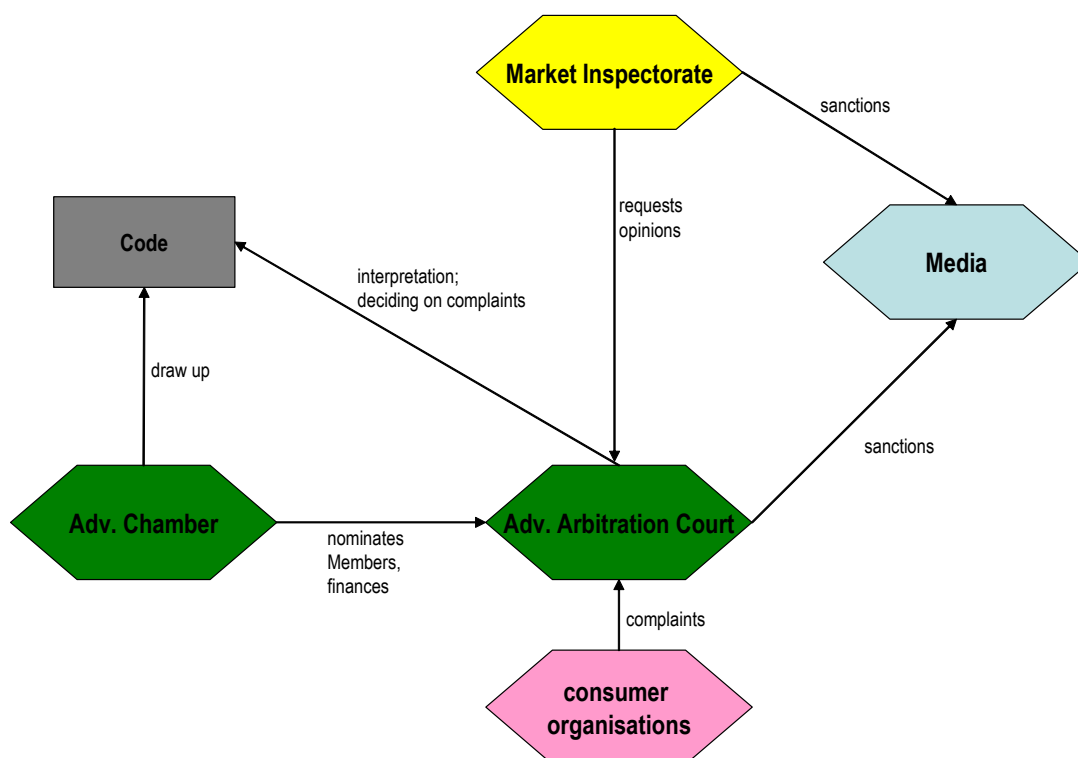 Market Inspectorate
sanctions
requests
opinions
Code
Media
interpretation;
deciding on complaints
draw up
sanctions
Adv. Chamber
Adv. Arbitration Court
nominates
Members,
finances
complaints
consumer
organisations